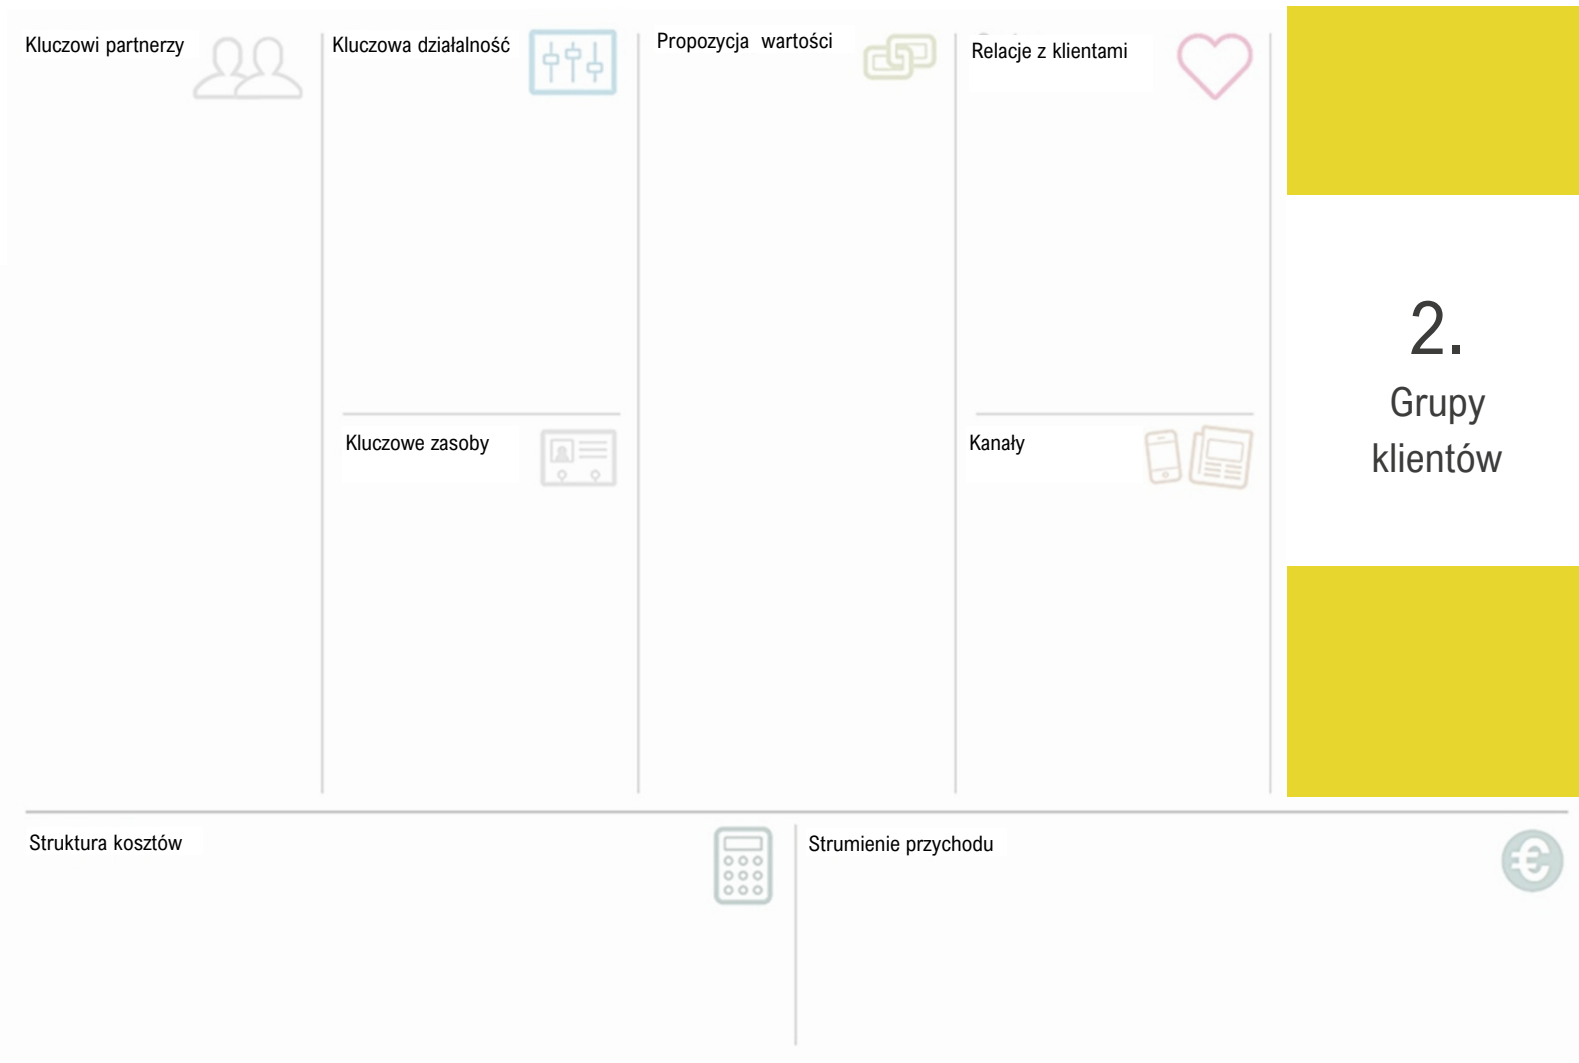 Kluczowi partnerzy
Kluczowa działalność
Propozycja wartości
Relacje z klientami
2.
Grupy
klientów
Kluczowe zasoby
Kanały
Struktura kosztów
Strumienie przychodu
€